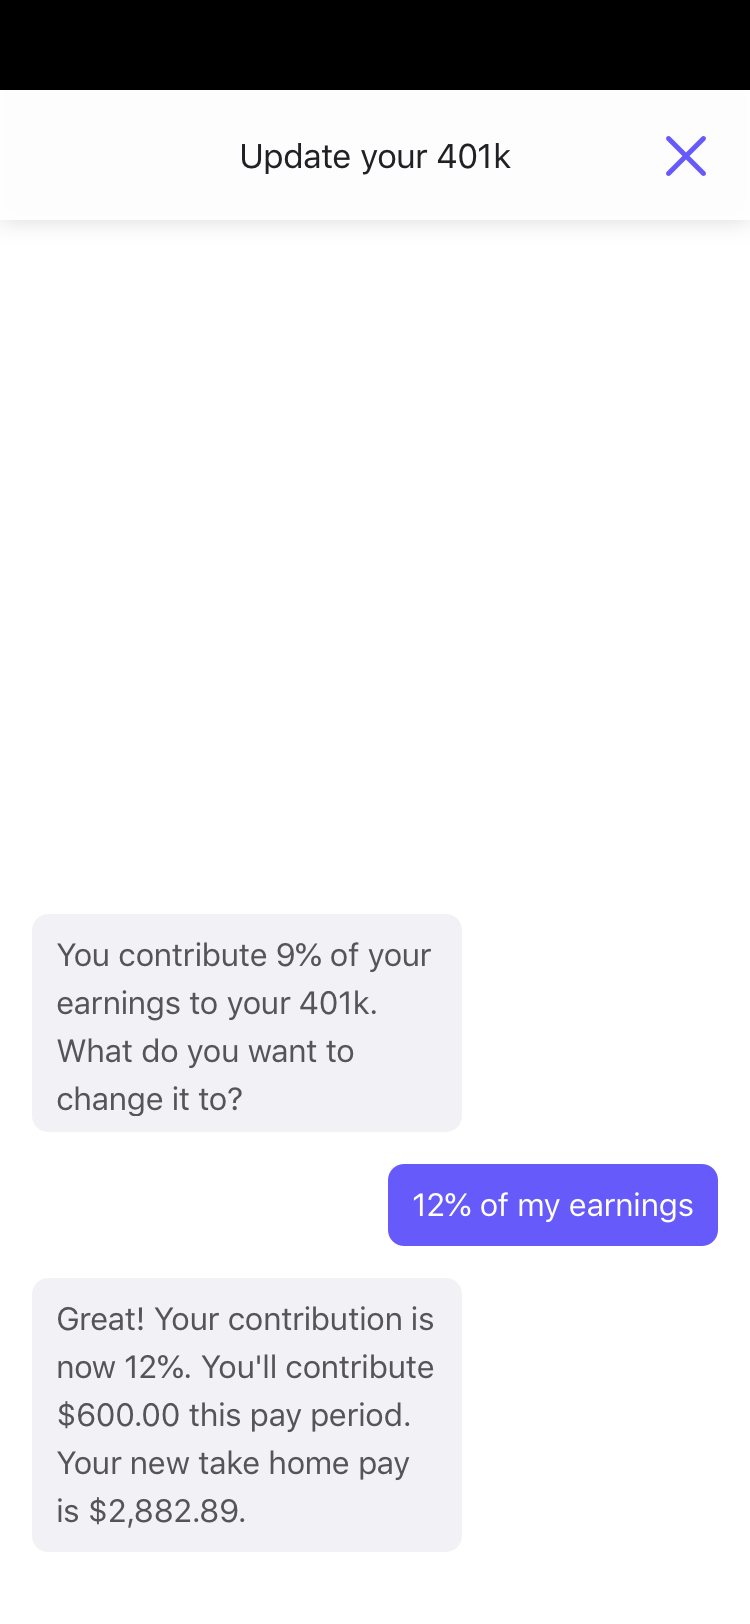 Update your 401k
You contribute 9% of your
earnings to your 401k.
What do you want to
change it to?
12% of my earnings
Great! Your contribution is
now 12%. You'll contribute
$600.00 this pay period.
Your new take home pay
is $2,882.89.